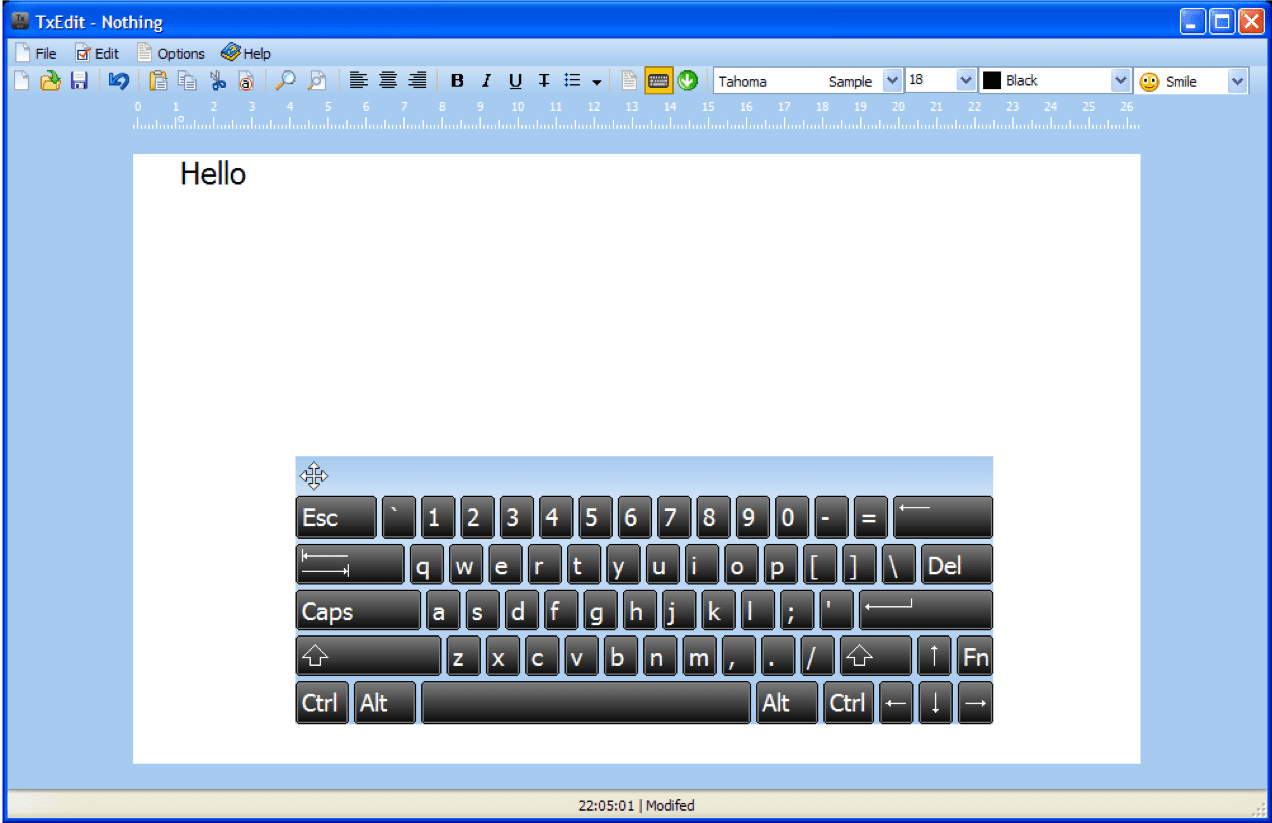 TxEdit - Nothing
File Edit Options Help
B I U T Tahoma Sample 18 Black Smile
0 1 2 3 4 5 6 7 8 9 10 11 12 13 14 15 16 17 18 19 20 21 22 23 24 25 26
Hello
Esc ` 1 2 3 4 5 6 7 8 9 0 - =
q w e r t y u i o p [ ] \ Del
Caps a s d f g h j k l ; '
z x c v b n m , . / Fn
Ctrl Alt Alt Ctrl
22:05:01 | Modifed